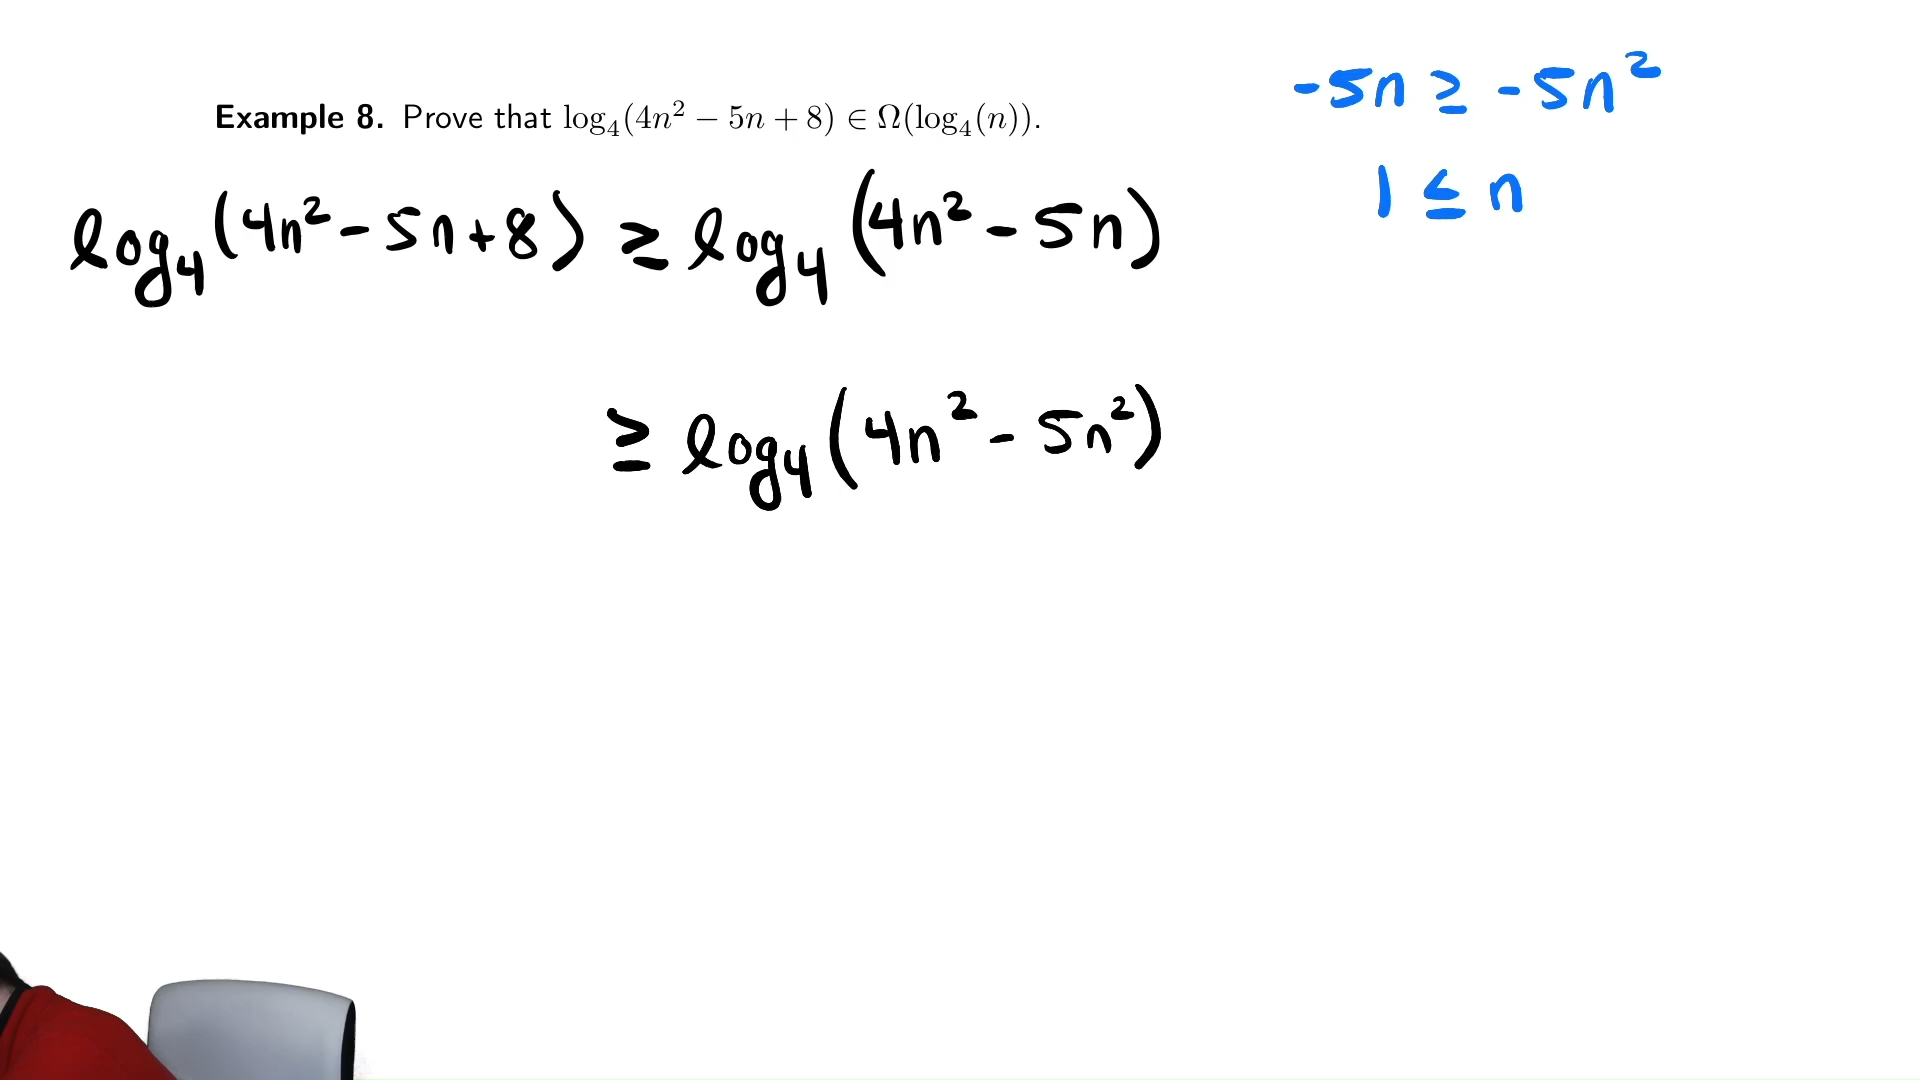 Example 8. Prove that log₄(4n² − 5n + 8) ∈ Ω(log₄(n)).
-5n ≥ -5n²
1 ≤ n
log₄(4n² - 5n + 8) ≥ log₄(4n² - 5n)
≥ log₄(4n² - 5n²)